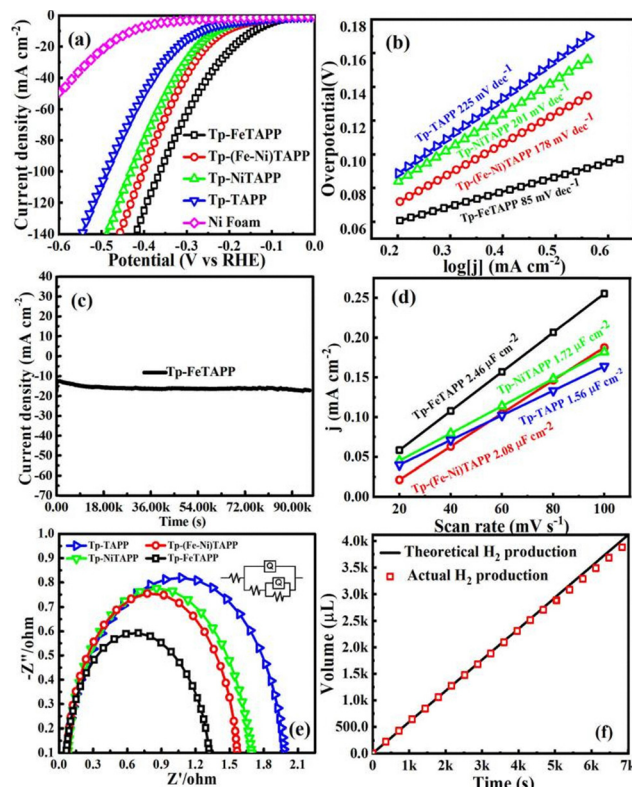 (a)
Current density (mA cm-2)
0
-20
-40
-60
-80
-100
-120
-140
Tp-FeTAPP
Tp-(Fe-Ni)TAPP
Tp-NiTAPP
Tp-TAPP
Ni Foam
-0.6 -0.5 -0.4 -0.3 -0.2 -0.1 0.0
Potential (V vs RHE)
(b)
Overpotential(V)
0.18
0.16
0.14
0.12
0.10
0.08
0.06
Tp-TAPP 225 mV dec-1
Tp-NiTAPP 201 mV dec-1
Tp-(Fe-Ni)TAPP 178 mV dec-1
Tp-FeTAPP 85 mV dec-1
0.2 0.3 0.4 0.5 0.6
log[j] (mA cm-2)
(c)
Current density (mA cm-2)
40
30
20
10
0
-10
-20
-30
-40
-50
-60
-70
Tp-FeTAPP
0.00 18.000k 36.000k 54.000k 72.000k 90.000k
Time (s)
(d)
j (mA cm-2)
0.25
0.20
0.15
0.10
0.05
0.00
Tp-FeTAPP 2.46 μF cm-2
Tp-NiTAPP 1.72 μF cm-2
Tp-TAPP 1.56 μF cm-2
Tp-(Fe-Ni)TAPP 2.08 μF cm-2
20 40 60 80 100
Scan rate (mV s-1)
Tp-TAPP Tp-(Fe-Ni)TAPP
Tp-NiTAPP Tp-FeTAPP
Q
Q
-Z''/ohm
1.0
0.9
0.8
0.7
0.6
0.5
0.4
0.3
0.2
0.1
(e)
0.0 0.3 0.6 0.9 1.2 1.5 1.8 2.1
Z'/ohm
Theoretical H2 production
Actual H2 production
Volume (μL)
4.0k
3.5k
3.0k
2.5k
2.0k
1.5k
1.0k
500.0
0.0
(f)
0 1k 2k 3k 4k 5k 6k 7k
Time (s)